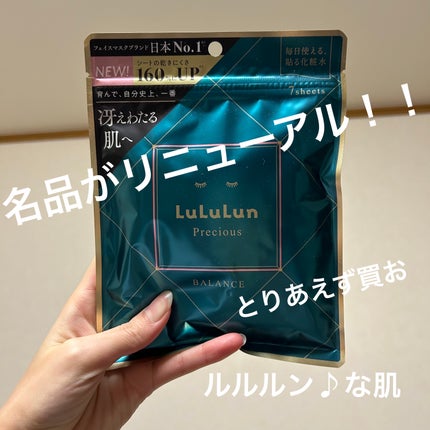 フェイスマスクブランド 日本No.1
毎日使える、
貼る化粧水
NEW!
シートの乾きにくさ
160%UP
7sheets
育んで、自分史上、一番
冴えわたる
肌へ
名品がリニューアル！！
LuLuLun
Precious
BALANCE
とりあえず買お
ルルルン♪な肌